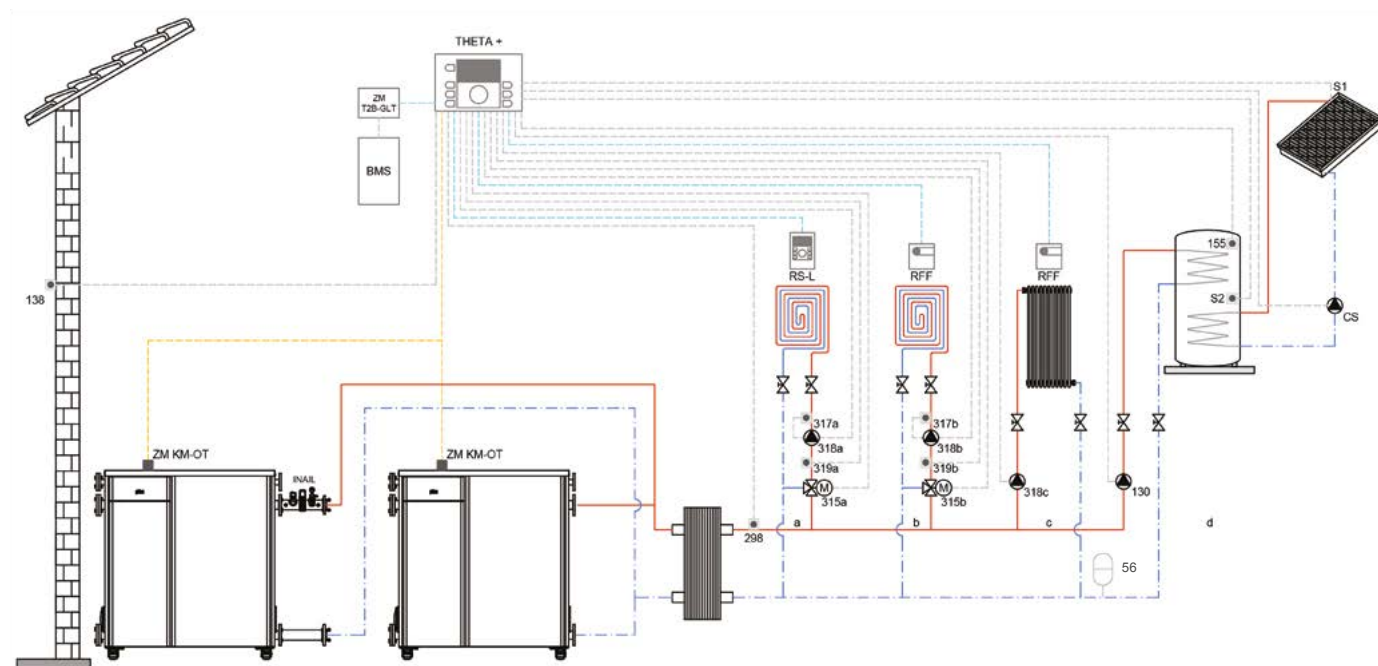 THETA +
ZM
T2B-GLT
BMS
S1
138
RS-L
RFF
RFF
155
S2
CS
317a
318a
319a
M
315a
317b
318b
319b
M
315b
318c
130
ZM KM-OT
ZM KM-OT
INAIL
298
a
b
c
d
56